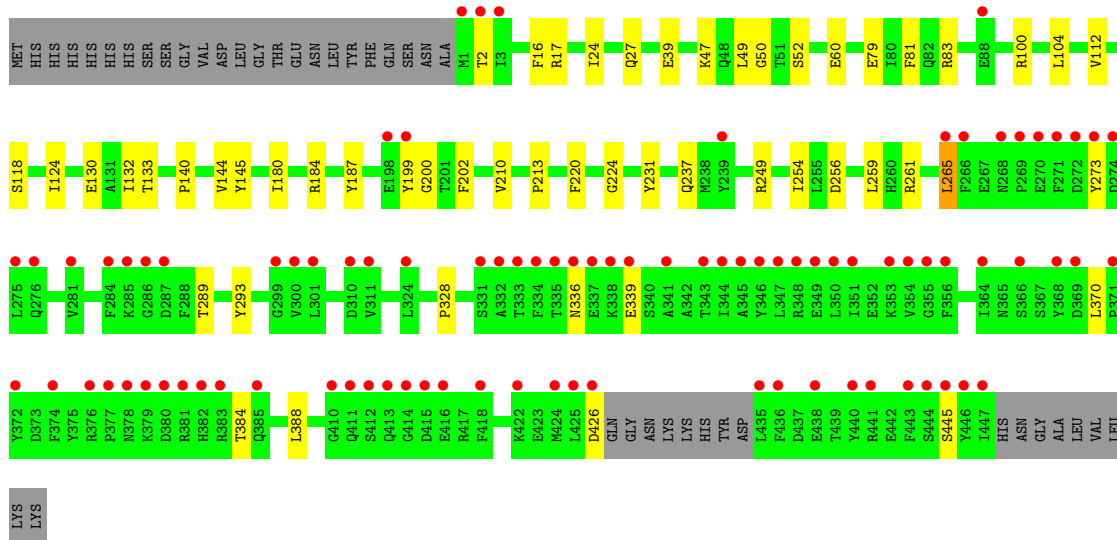 MET HIS HIS HIS HIS HIS HIS SER SER GLY VAL ASP LEU GLY THR GLU ASN LEU TYR PHE GLN SER ASN ALA M1 T2 I3 F16 R17 I24 Q27 E39 K47 Q48 L49 G50 T51 S52 E60 E79 I80 F81 Q82 R83 E88 R100 L104 V112
S118 I124 E130 A131 I132 T133 P140 V144 Y145 I180 R184 Y187 E198 Y199 G200 T201 F202 V210 P213 F220 G224 Y231 Q237 M238 Y239 R249 I254 L255 D256 L259 H260 R261 L265 F266 E267 N268 P269 E270 F271 D272 Y273 D274
L275 Q276 V281 F284 K285 G286 D287 F288 T289 Y293 G299 V300 L301 D310 V311 L324 P328 S331 A332 T333 F334 T335 N336 E337 K338 E339 S340 A341 A342 T343 I344 A345 Y346 L347 R348 E349 L350 I351 E352 K353 V354 G355 F356 I364 N365 S366 S367 Y368 D369 L370 P371
Y372 D373 F374 Y375 R376 P377 N378 K379 D380 R381 H382 R383 T384 Q385 L388 G410 Q411 S412 Q413 G414 D415 E416 R417 F418 K422 E423 M424 L425 D426 GLN GLY ASN LYS LYS HIS TYR ASP L435 F436 D437 E438 T439 Y440 R441 E442 F443 S444 S445 Y446 I447 HIS ASN GLY ALA LEU VAL LEU
LYS LYS